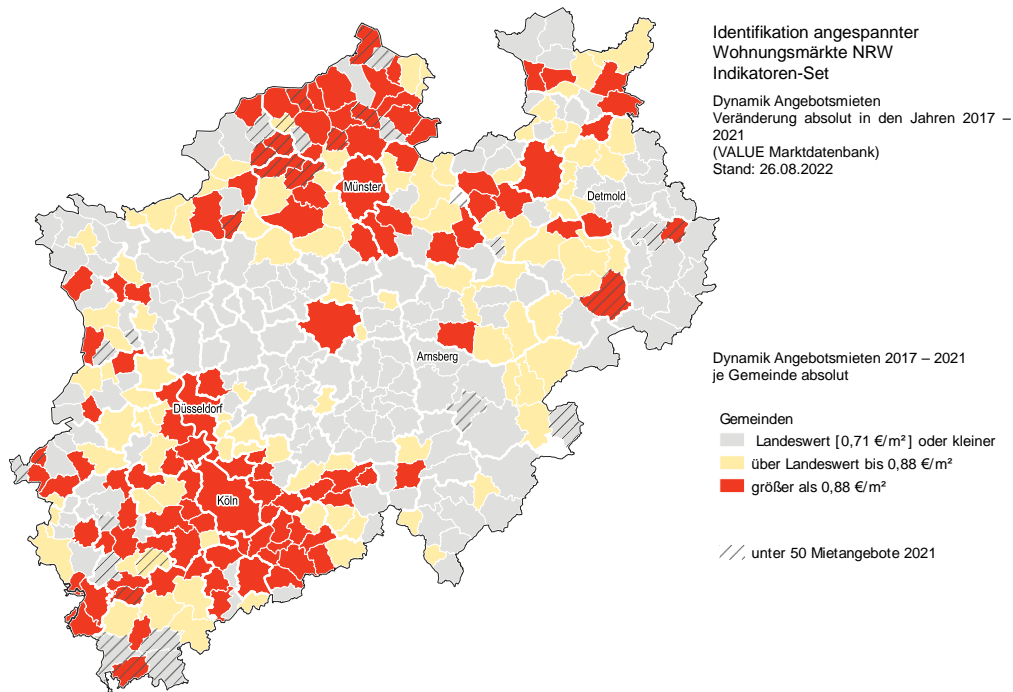 Identifikation angespannter
Wohnungsmärkte NRW
Indikatoren-Set
Dynamik Angebotsmieten
Veränderung absolut in den Jahren 2017 –
2021
(VALUE Marktdatenbank)
Stand: 26.08.2022
Münster
Detmold
Arnsberg
Düsseldorf
Köln
Dynamik Angebotsmieten 2017 – 2021
je Gemeinde absolut
Gemeinden
Landeswert [0,71 €/m²] oder kleiner
über Landeswert bis 0,88 €/m²
größer als 0,88 €/m²
unter 50 Mietangebote 2021